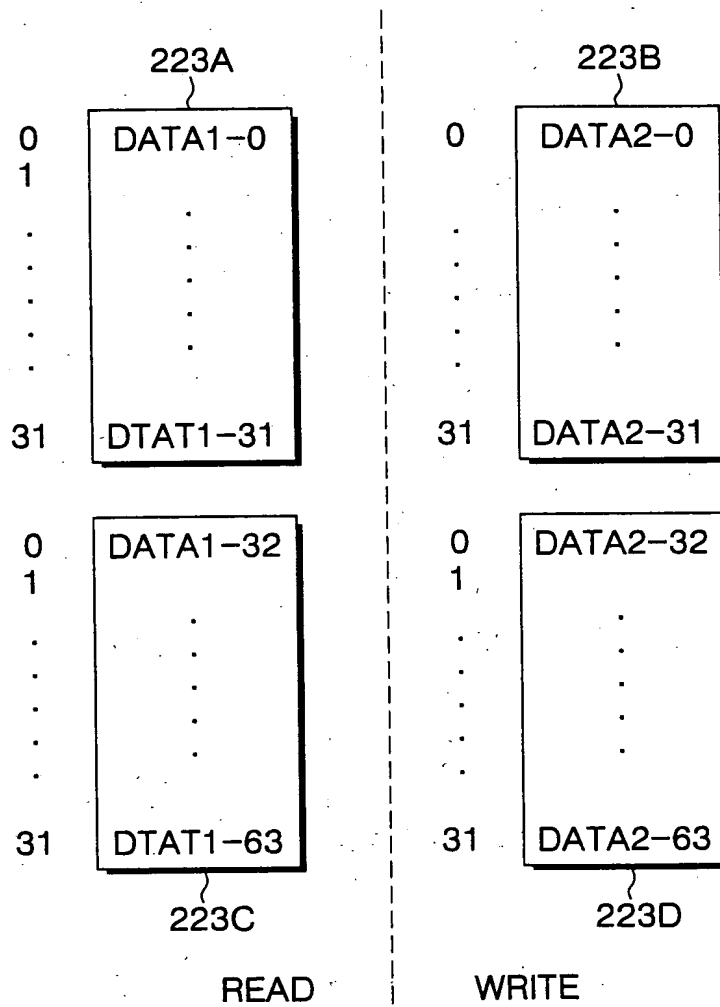 223A 223B
0 DATA1-0 0 DATA2-0
1
31 DTAT1-31 31 DATA2-31
0 DATA1-32 0 DATA2-32
1 1
31 DTAT1-63 31 DATA2-63
223C 223D
READ WRITE